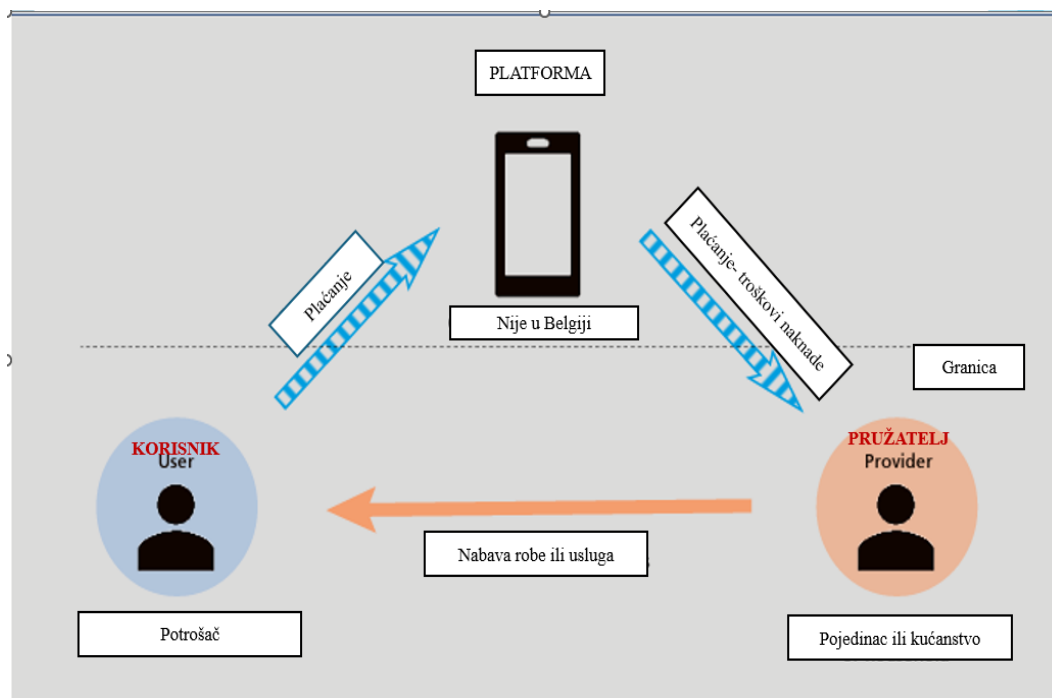 PLATFORMA
Plaćanje
Plaćanje- troškovi naknade
Nije u Belgiji
Granica
KORISNIK
User
PRUŽATELJ
Provider
Nabava robe ili usluga
Potrošač
Pojedinac ili kućanstvo